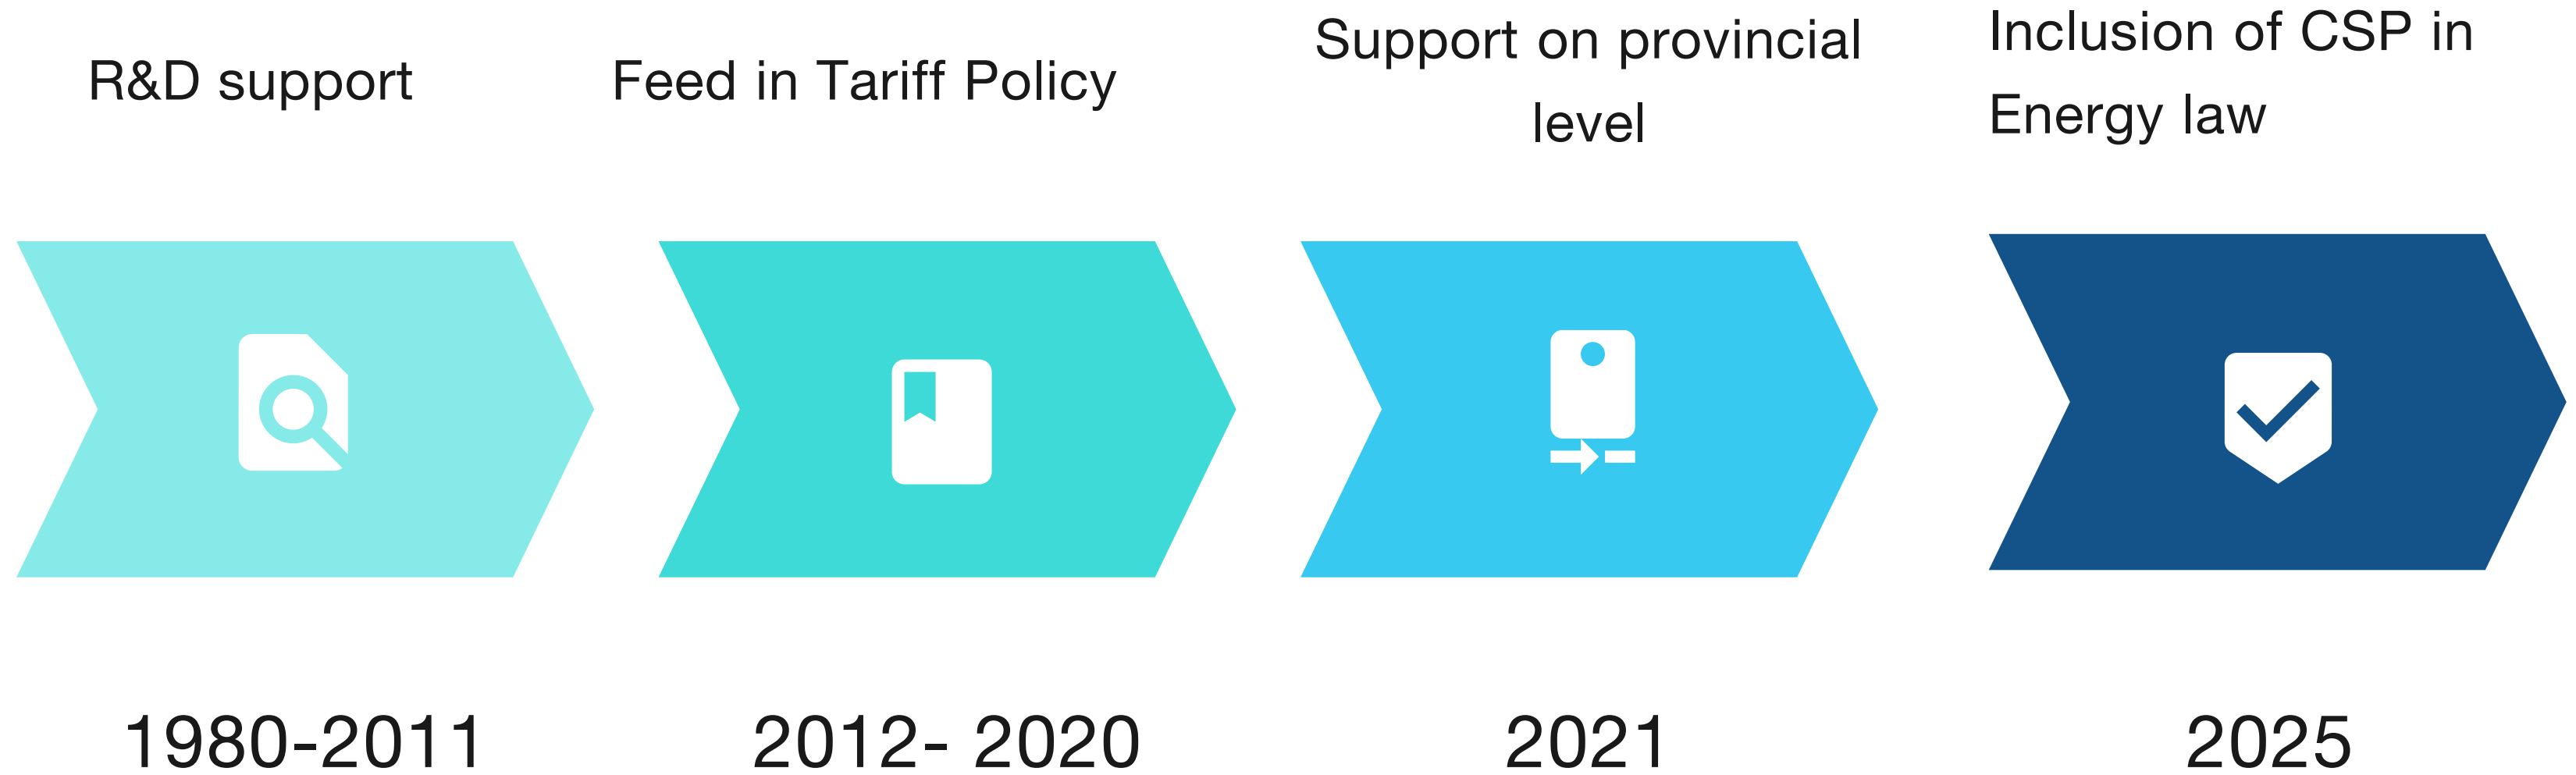 R&D support
Feed in Tariff Policy
Support on provincial
level
Inclusion of CSP in
Energy law
1980-2011
2012- 2020
2021
2025